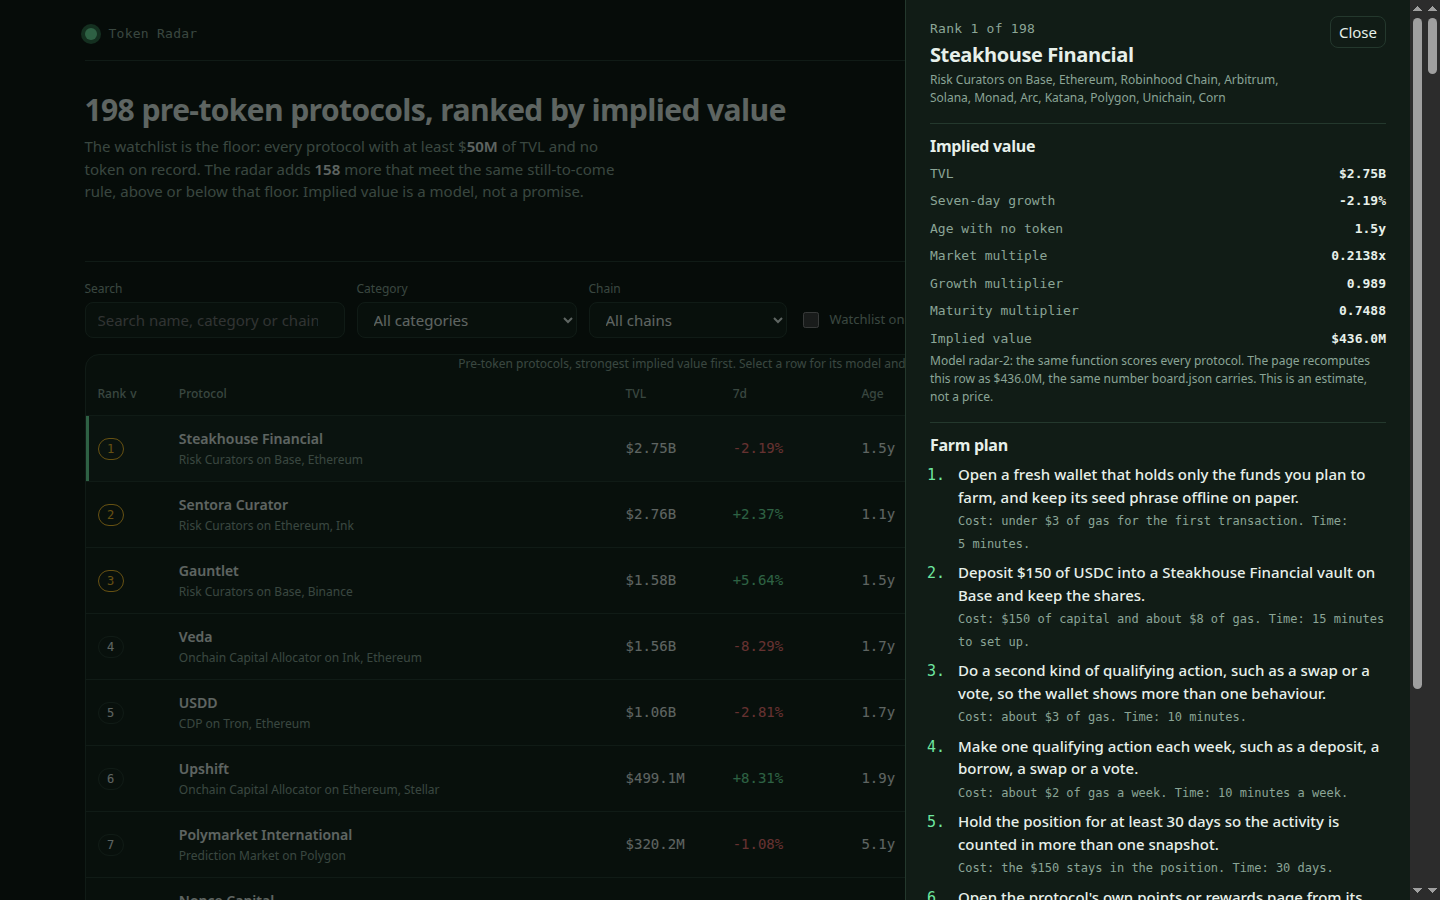 Token Radar
198 pre-token protocols, ranked by implied value
The watchlist is the floor: every protocol with at least $50M of TVL and no
token on record. The radar adds 158 more that meet the same still-to-come
rule, above or below that floor. Implied value is a model, not a promise.
Search
Category
Chain
Search name, category or chain
All categories
All chains
Watchlist on
Pre-token protocols, strongest implied value first. Select a row for its model and
Rank v
Protocol
TVL
7d
Age
1
Steakhouse Financial
Risk Curators on Base, Ethereum
$2.75B
-2.19%
1.5y
2
Sentora Curator
Risk Curators on Ethereum, Ink
$2.76B
+2.37%
1.1y
3
Gauntlet
Risk Curators on Base, Binance
$1.58B
+5.64%
1.5y
4
Veda
Onchain Capital Allocator on Ink, Ethereum
$1.56B
-8.29%
1.7y
5
USDD
CDP on Tron, Ethereum
$1.06B
-2.81%
1.7y
6
Upshift
Onchain Capital Allocator on Ethereum, Stellar
$499.1M
+8.31%
1.9y
7
Polymarket International
Prediction Market on Polygon
$320.2M
-1.08%
5.1y
Rank 1 of 198
Close
Steakhouse Financial
Risk Curators on Base, Ethereum, Robinhood Chain, Arbitrum,
Solana, Monad, Arc, Katana, Polygon, Unichain, Corn
Implied value
TVL
$2.75B
Seven-day growth
-2.19%
Age with no token
1.5y
Market multiple
0.2138x
Growth multiplier
0.989
Maturity multiplier
0.7488
Implied value
$436.0M
Model radar-2: the same function scores every protocol. The page recomputes
this row as $436.0M, the same number board.json carries. This is an estimate,
not a price.
Farm plan
1. Open a fresh wallet that holds only the funds you plan to
farm, and keep its seed phrase offline on paper.
Cost: under $3 of gas for the first transaction. Time:
5 minutes.
2. Deposit $150 of USDC into a Steakhouse Financial vault on
Base and keep the shares.
Cost: $150 of capital and about $8 of gas. Time: 15 minutes
to set up.
3. Do a second kind of qualifying action, such as a swap or a
vote, so the wallet shows more than one behaviour.
Cost: about $3 of gas. Time: 10 minutes.
4. Make one qualifying action each week, such as a deposit, a
borrow, a swap or a vote.
Cost: about $2 of gas a week. Time: 10 minutes a week.
5. Hold the position for at least 30 days so the activity is
counted in more than one snapshot.
Cost: the $150 stays in the position. Time: 30 days.
6. Open the protocol's own points or rewards page from its